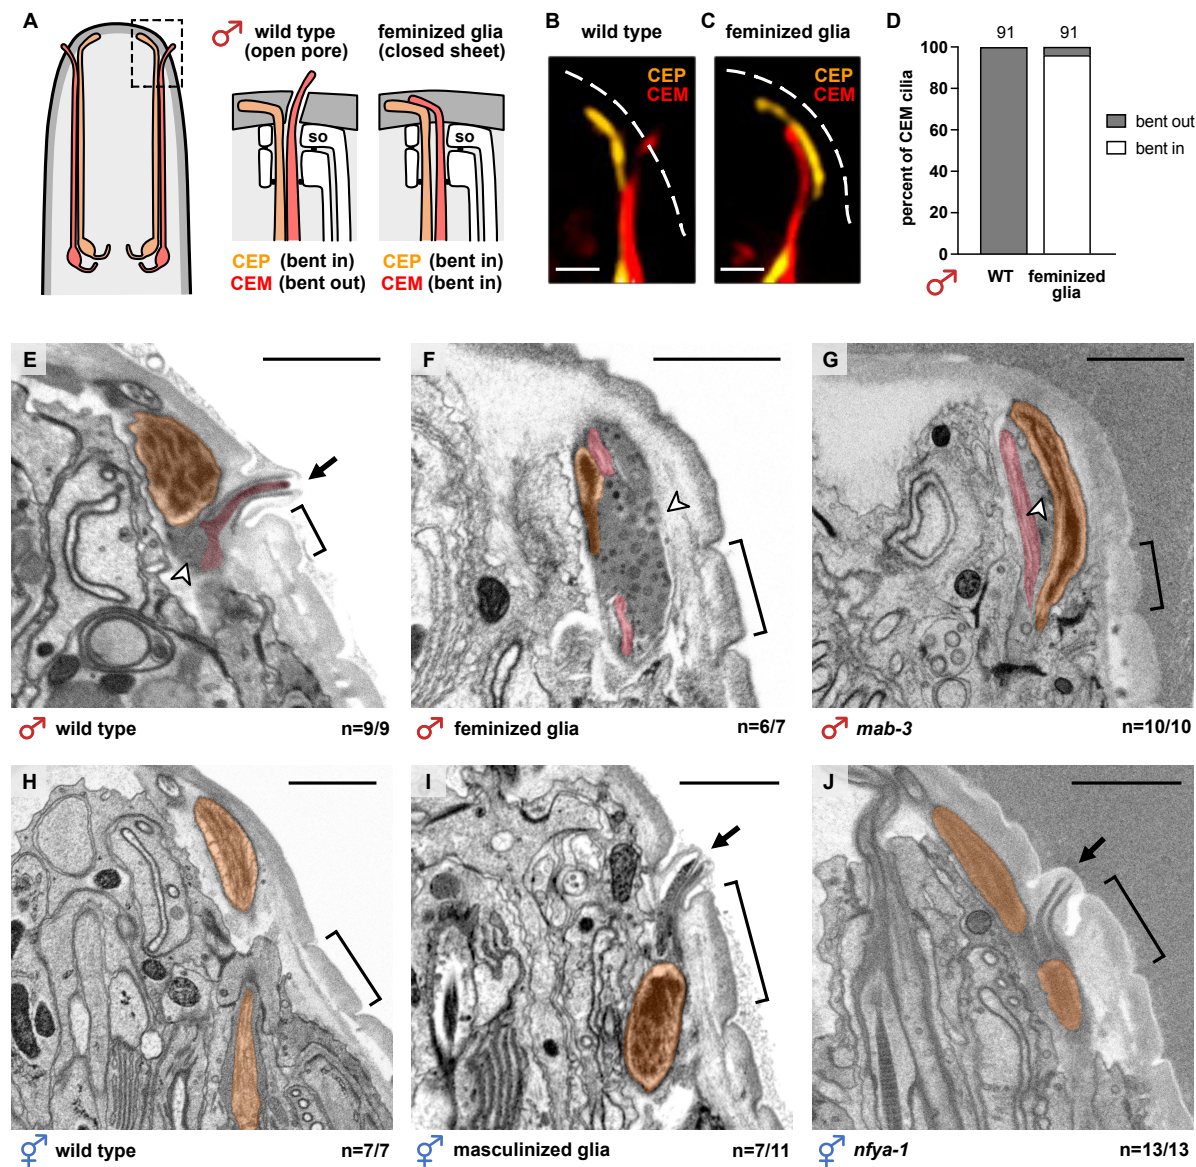 A
wild type
(open pore)
feminized glia
(closed sheet)
so
so
CEP (bent in)
CEM (bent out)
CEP (bent in)
CEM (bent in)
B
wild type
CEP
CEM
C
feminized glia
CEP
CEM
D
91
91
100
80
60
40
20
0
percent of CEM cilia
WT
feminized
glia
bent out
bent in
E
wild type
n=9/9
F
feminized glia
n=6/7
G
mab-3
n=10/10
H
wild type
n=7/7
I
masculinized glia
n=7/11
J
nfya-1
n=13/13